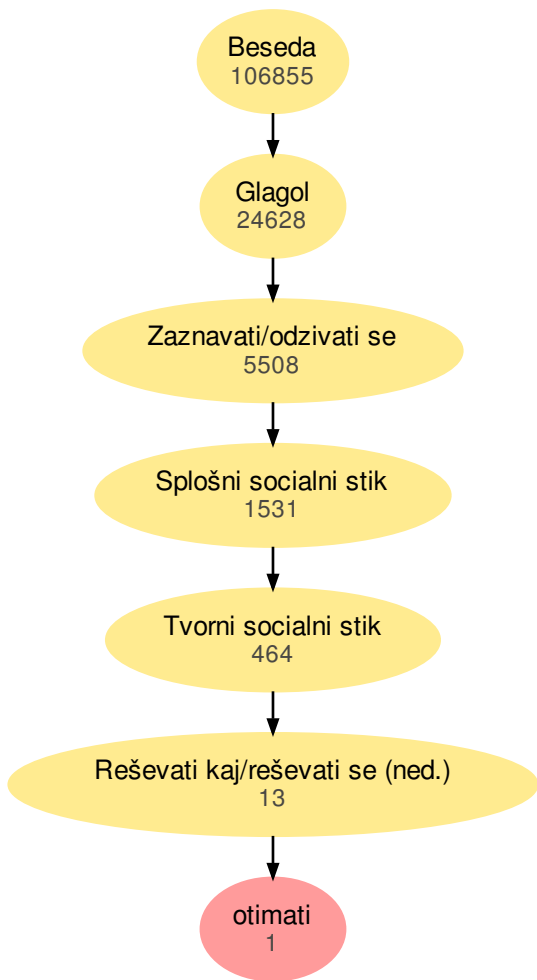 Beseda
106855
Glagol
24628
Zaznavati/odzivati se
5508
Splošni socialni stik
1531
Tvorni socialni stik
464
Reševati kaj/reševati se (ned.)
13
otimati
1